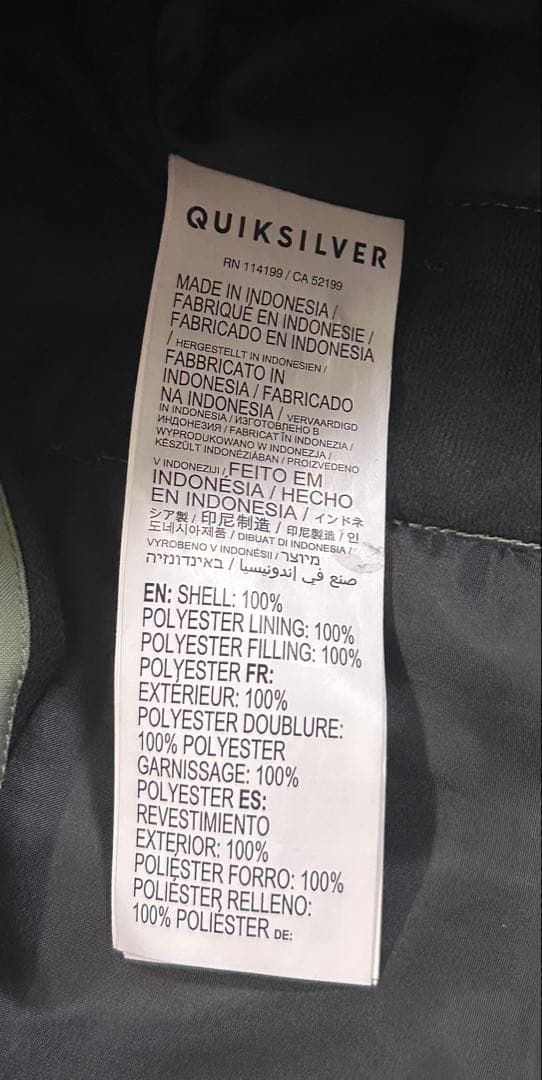 QUIKSILVER
RN 114199 / CA 52199
MADE IN INDONESIA /
FABRIQUÉ EN INDONÉSIE /
FABRICADO EN INDONESIA
/ HERGESTELLT IN INDONESIEN /
FABBRICATO IN
INDONESIA / FABRICADO
NA INDONESIA / VERVAARDIGD
IN INDONESIA / ИЗГОТОВЛЕНО В
ИНДОНЕЗИЯ / FABRICAT ÎN INDONEZIA /
WYPRODUKOWANO W INDONEZJA /
KÉSZÜLT INDONÉZIÁBAN / PROIZVEDENO
V INDONEZIJI / FEITO EM
INDONÉSIA / HECHO
EN INDONESIA / インドネ
シア製 / 印尼制造 / 印尼製造 / 인
도네시아제품 / DIBUAT DI INDONESIA /
VYROBENO V INDONÉSII / מיוצר
באינדונזיה / صنع في إندونيسيا
EN: SHELL: 100%
POLYESTER LINING: 100%
POLYESTER FILLING: 100%
POLYESTER FR:
EXTÉRIEUR: 100%
POLYESTER DOUBLURE:
100% POLYESTER
GARNISSAGE: 100%
POLYESTER ES:
REVESTIMIENTO
EXTERIOR: 100%
POLIÉSTER FORRO: 100%
POLIÉSTER RELLENO:
100% POLIÉSTER DE: